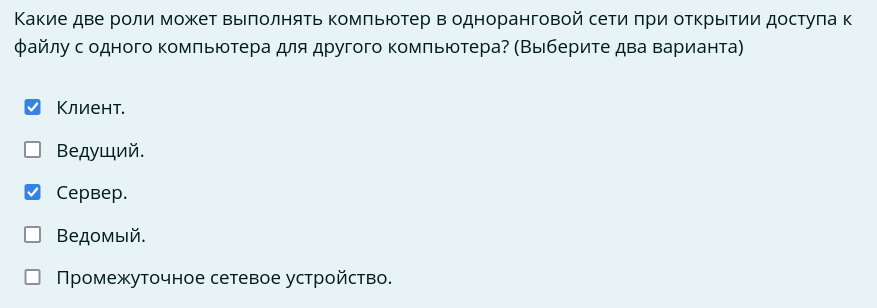 Какие две роли может выполнять компьютер в одноранговой сети при открытии доступа к
файлу с одного компьютера для другого компьютера? (Выберите два варианта)
Клиент.
Ведущий.
Сервер.
Ведомый.
Промежуточное сетевое устройство.